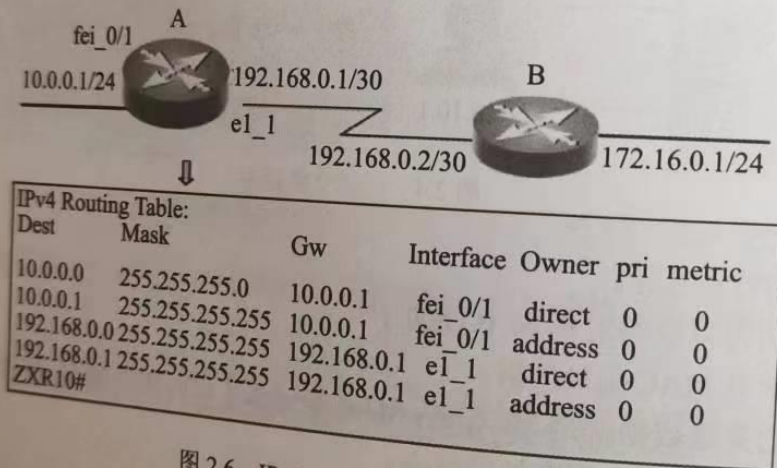 A
fei_0/1
10.0.0.1/24
192.168.0.1/30
e1_1
B
192.168.0.2/30
172.16.0.1/24
IPv4 Routing Table:
Dest Mask Gw Interface Owner pri metric
10.0.0.0 255.255.255.0 10.0.0.1 fei_0/1 direct 0 0
10.0.0.1 255.255.255.255 10.0.0.1 fei_0/1 address 0 0
192.168.0.0 255.255.255.255 192.168.0.1 e1_1 direct 0 0
192.168.0.1 255.255.255.255 192.168.0.1 e1_1 address 0 0
ZXR10#
图 2.6